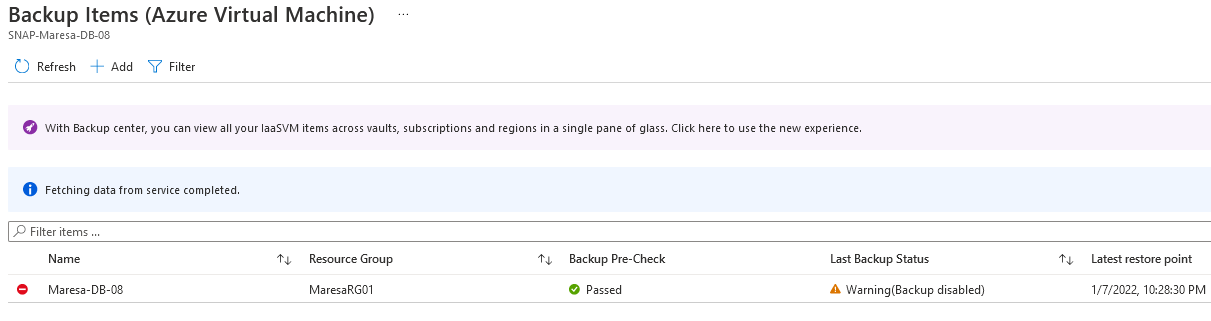 Backup Items (Azure Virtual Machine) ...
SNAP-Maresa-DB-08
Refresh Add Filter
With Backup center, you can view all your IaaSVM items across vaults, subscriptions and regions in a single pane of glass. Click here to use the new experience.
Fetching data from service completed.
Filter items ...
Name Resource Group Backup Pre-Check Last Backup Status Latest restore point
Maresa-DB-08 MaresaRG01 Passed Warning(Backup disabled) 1/7/2022, 10:28:30 PM